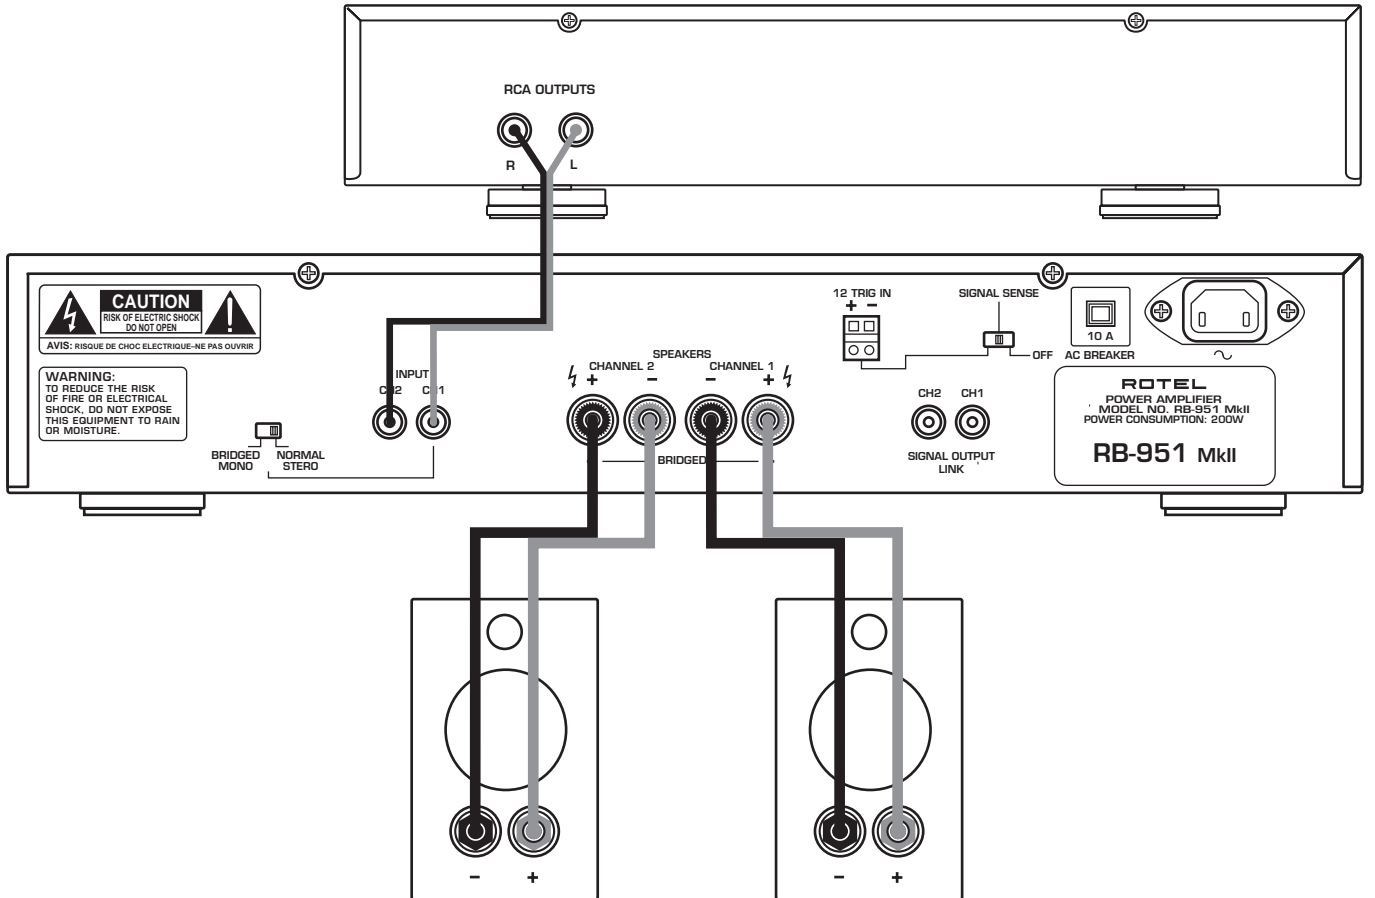 RCA OUTPUTS
R L
CAUTION
RISK OF ELECTRIC SHOCK
DO NOT OPEN
AVIS: RISQUE DE CHOC ELECTRIQUE–NE PAS OUVRIR
WARNING:
TO REDUCE THE RISK
OF FIRE OR ELECTRICAL
SHOCK, DO NOT EXPOSE
THIS EQUIPMENT TO RAIN
OR MOISTURE.
BRIDGED
MONO
NORMAL
STERO
INPUT
CH2 CH1
SPEAKERS
CHANNEL 2 CHANNEL 1
+ – – +
BRIDGED
12 TRIG IN
+ –
SIGNAL SENSE
OFF
CH2 CH1
SIGNAL OUTPUT
LINK
10 A
AC BREAKER
ROTEL
POWER AMPLIFIER
MODEL NO. RB-951 MkII
POWER CONSUMPTION: 200W
RB-951 MkII
– + – +